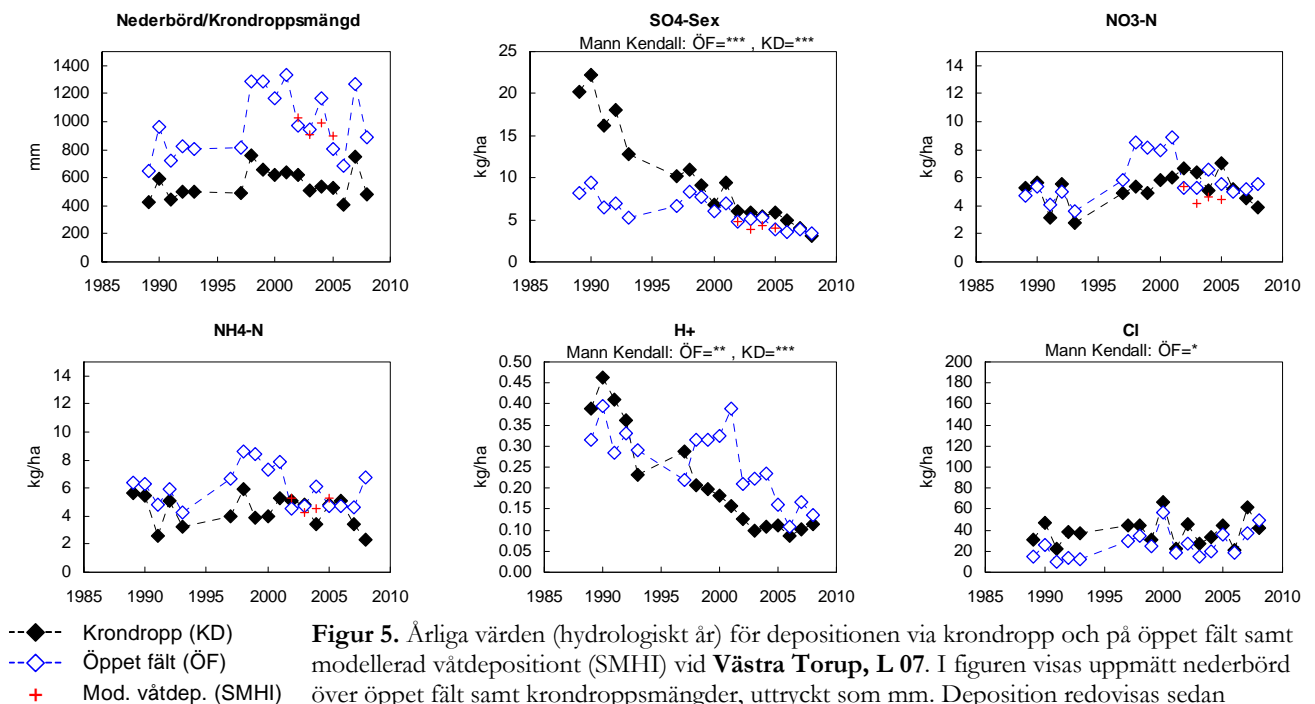 Nederbörd/Krondroppsmängd
1400
1200
1000
800
600
400
200
0
mm
1985 1990 1995 2000 2005 2010
SO4-Sex
Mann Kendall: ÖF=*** , KD=***
25
20
15
10
5
0
kg/ha
1985 1990 1995 2000 2005 2010
NO3-N
14
12
10
8
6
4
2
0
kg/ha
1985 1990 1995 2000 2005 2010
NH4-N
14
12
10
8
6
4
2
0
kg/ha
1985 1990 1995 2000 2005 2010
H+
Mann Kendall: ÖF=** , KD=***
0.50
0.45
0.40
0.35
0.30
0.25
0.20
0.15
0.10
0.05
0.00
kg/ha
1985 1990 1995 2000 2005 2010
Cl
Mann Kendall: ÖF=*
200
180
160
140
120
100
80
60
40
20
0
kg/ha
1985 1990 1995 2000 2005 2010
Krondropp (KD)
Öppet fält (ÖF)
Mod. våtdep. (SMHI)
Figur 5. Årliga värden (hydrologiskt år) för depositionen via krondropp och på öppet fält samt
modellerad våtdepositiont (SMHI) vid Västra Torup, L 07. I figuren visas uppmätt nederbörd
över öppet fält samt krondroppsmängder, uttryckt som mm. Deposition redovisas sedan